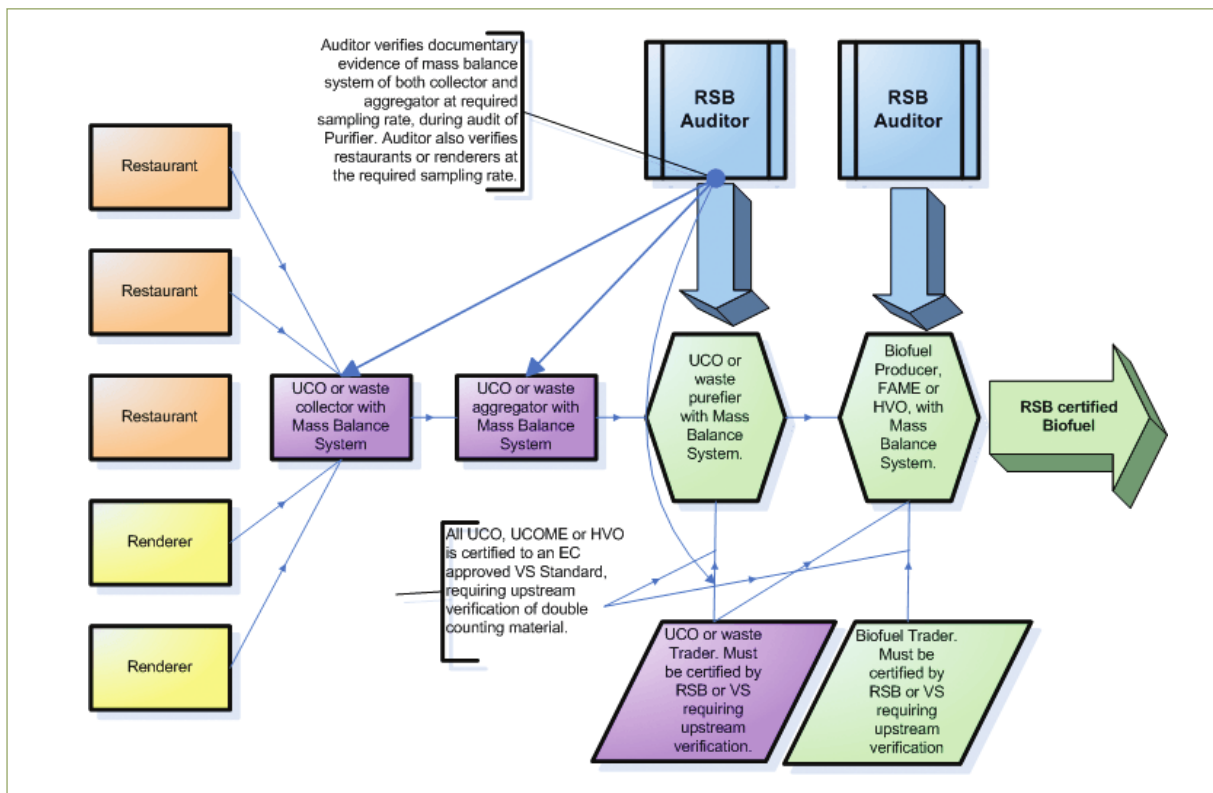 Auditor verifies documentary
evidence of mass balance
system of both collector and
aggregator at required
sampling rate, during audit of
Purifier. Auditor also verifies
restaurants or renderers at
the required sampling rate.
RSB
Auditor
RSB
Auditor
Restaurant
Restaurant
Restaurant
Renderer
Renderer
UCO or waste
collector with
Mass Balance
System
UCO or waste
aggregator with
Mass Balance
System
UCO or
waste
purefier
with Mass
Balance
System.
Biofuel
Producer,
FAME or
HVO, with
Mass
Balance
System.
RSB certified
Biofuel
All UCO, UCOME or HVO
is certified to an EC
approved VS Standard,
requiring upstream
verification of double
counting material.
UCO or waste
Trader. Must
be certified by
RSB or VS
requiring
upstream
verification.
Biofuel Trader.
Must be
certified by
RSB or VS
requiring
upstream
verification